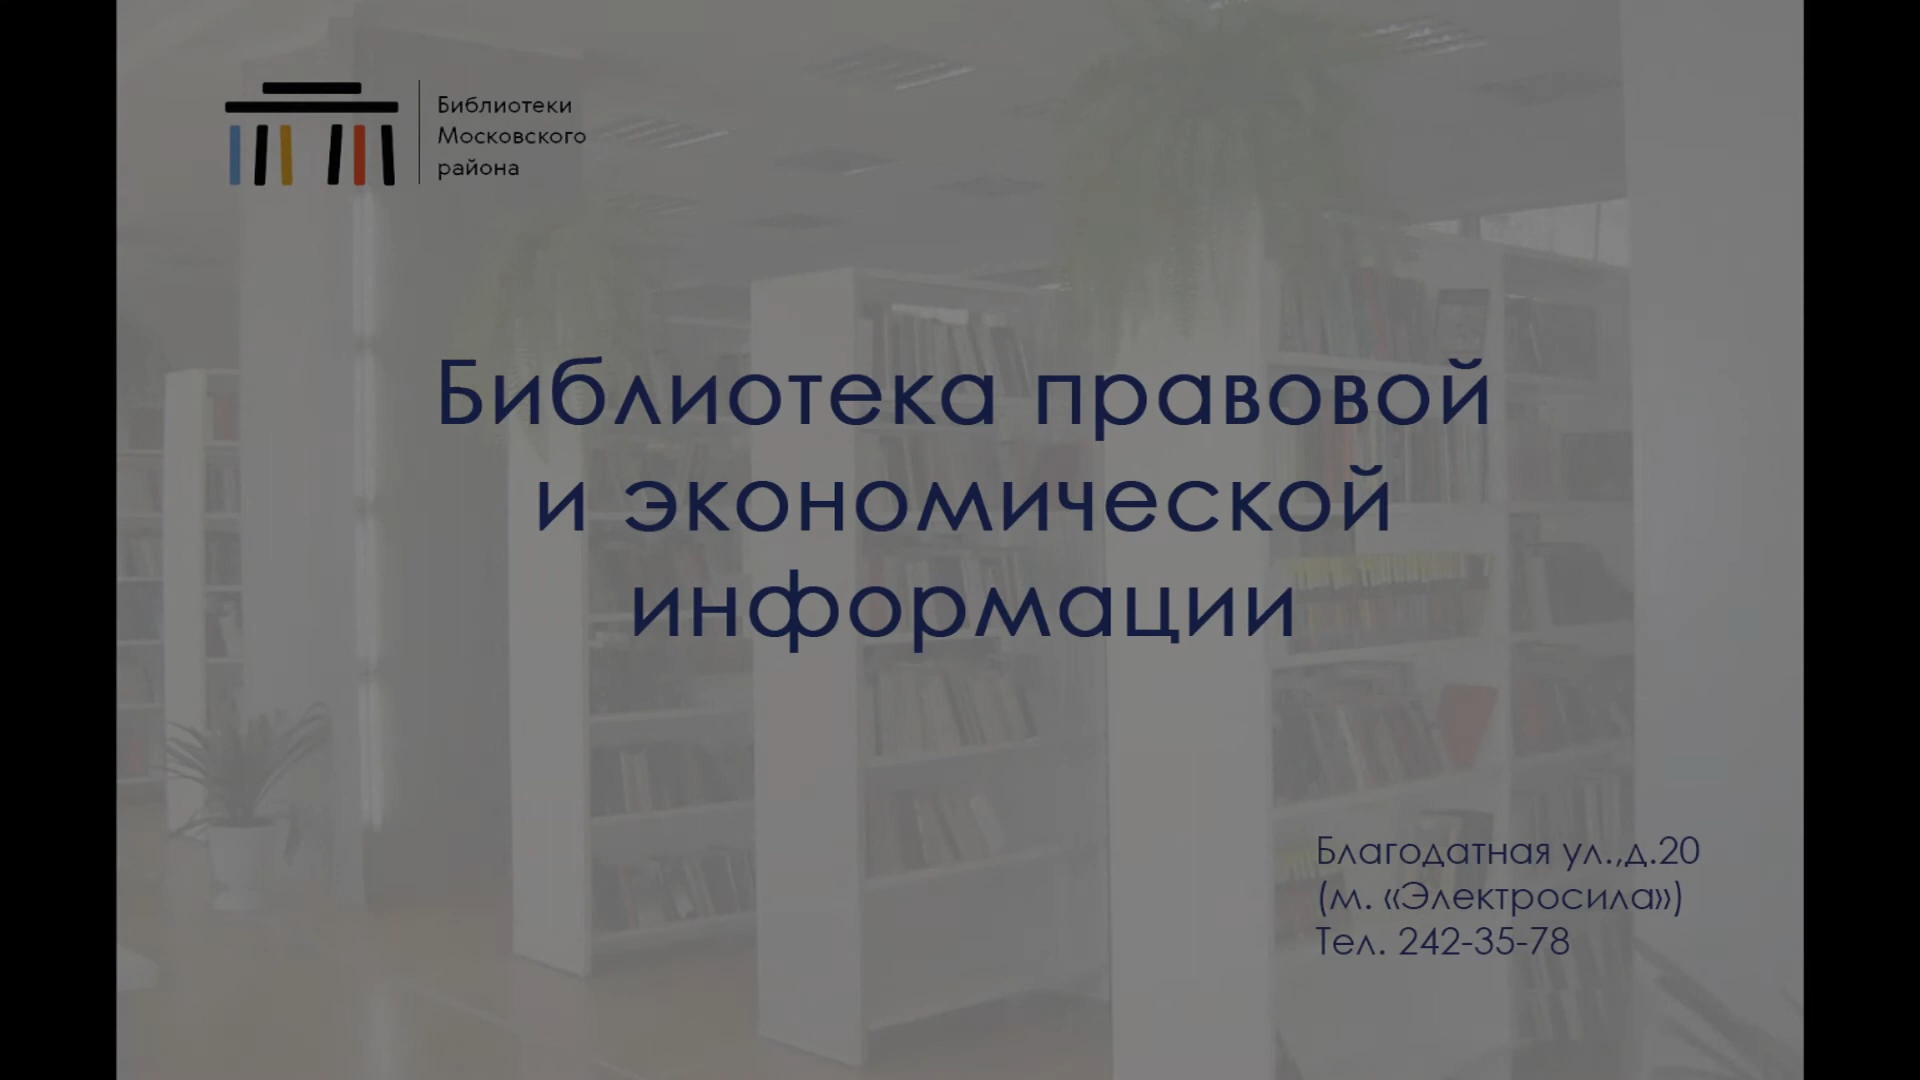 Библиотеки
Московского
района
Библиотека правовой
и экономической
информации
Благодатная ул.,д.20
(м. «Электросила»)
Тел. 242-35-78